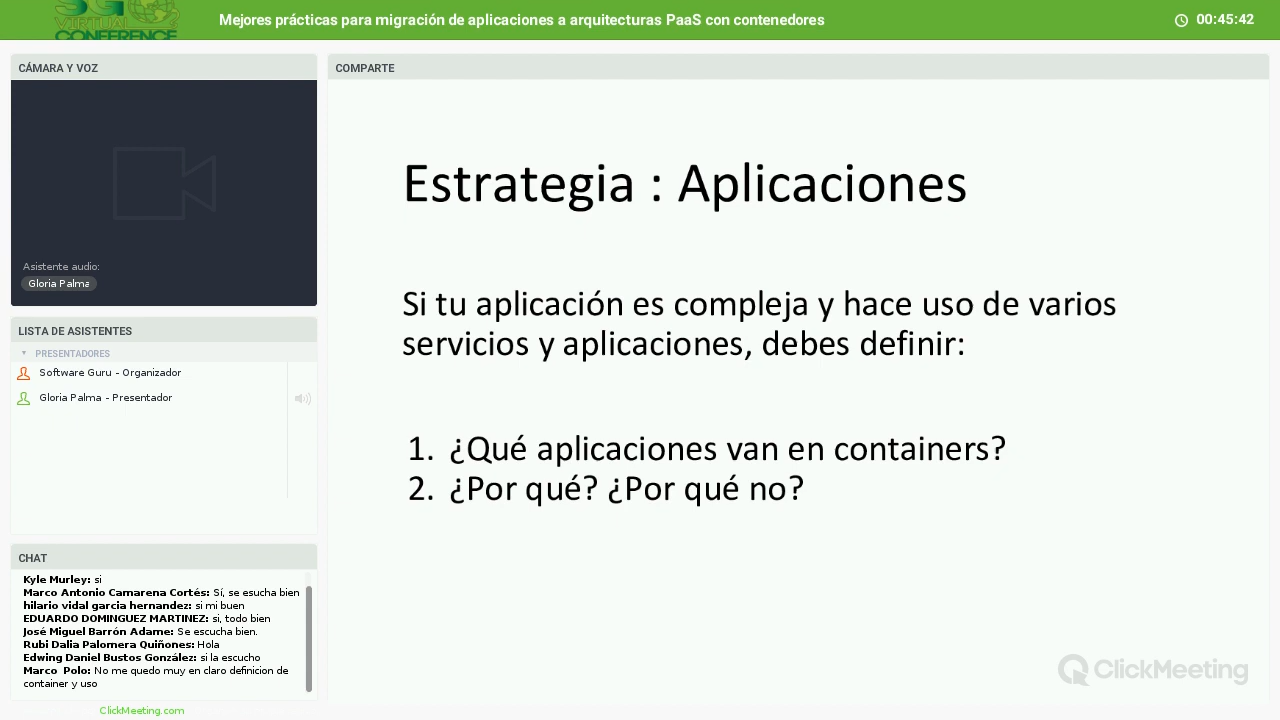 SG
VIRTUAL
CONFERENCE
Mejores prácticas para migración de aplicaciones a arquitecturas PaaS con contenedores
00:45:42
CÁMARA Y VOZ
Asistente audio:
Gloria Palma
LISTA DE ASISTENTES
PRESENTADORES
Software Guru - Organizador
Gloria Palma - Presentador
CHAT
Kyle Murley: si
Marco Antonio Camarena Cortés: Sí, se esucha bien
hilario vidal garcia hernandez: si mi buen
EDUARDO DOMINGUEZ MARTINEZ: si, todo bien
José Miguel Barrón Adame: Se escucha bien.
Rubi Dalia Palomera Quiñones: Hola
Edwing Daniel Bustos González: si la escucho
Marco Polo: No me quedo muy en claro definicion de
container y uso
ClickMeeting.com
COMPARTE
Estrategia : Aplicaciones
Si tu aplicación es compleja y hace uso de varios
servicios y aplicaciones, debes definir:
1. ¿Qué aplicaciones van en containers?
2. ¿Por qué? ¿Por qué no?
ClickMeeting